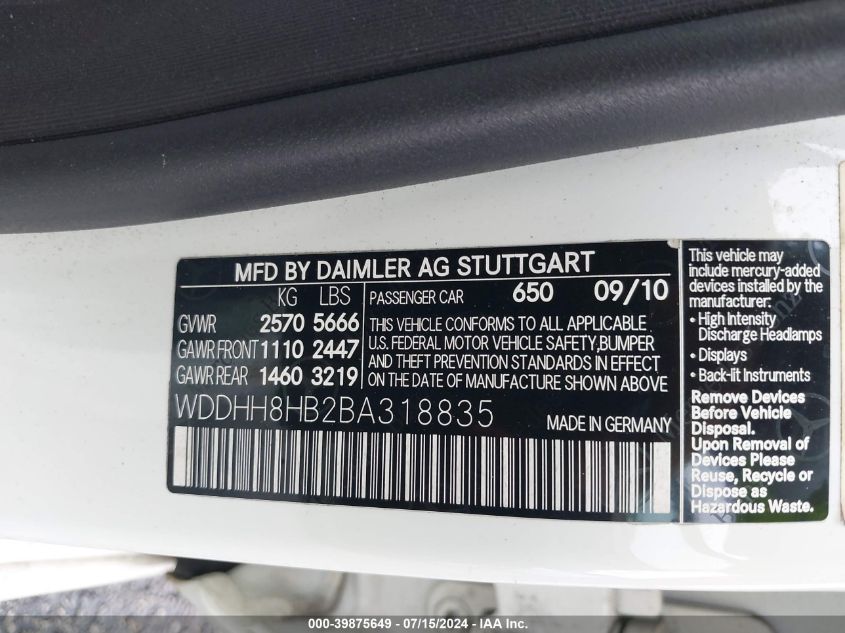 MFD BY DAIMLER AG STUTTGART
KG LBS
GVWR 2570 5666
GAWR FRONT 1110 2447
GAWR REAR 1460 3219
PASSENGER CAR 650 09/10
THIS VEHICLE CONFORMS TO ALL APPLICABLE
U.S. FEDERAL MOTOR VEHICLE SAFETY,BUMPER
AND THEFT PREVENTION STANDARDS IN EFFECT
ON THE DATE OF MANUFACTURE SHOWN ABOVE
WDDHH8HB2BA318835
MADE IN GERMANY
This vehicle may
include mercury-added
devices installed by the
manufacturer:
• High Intensity
Discharge Headlamps
• Displays
• Back-lit Instruments
Remove Devices
Before Vehicle
Disposal.
Upon Removal of
Devices Please
Reuse, Recycle or
Dispose as
Hazardous Waste.
000-39875649 - 07/15/2024 - IAA Inc.